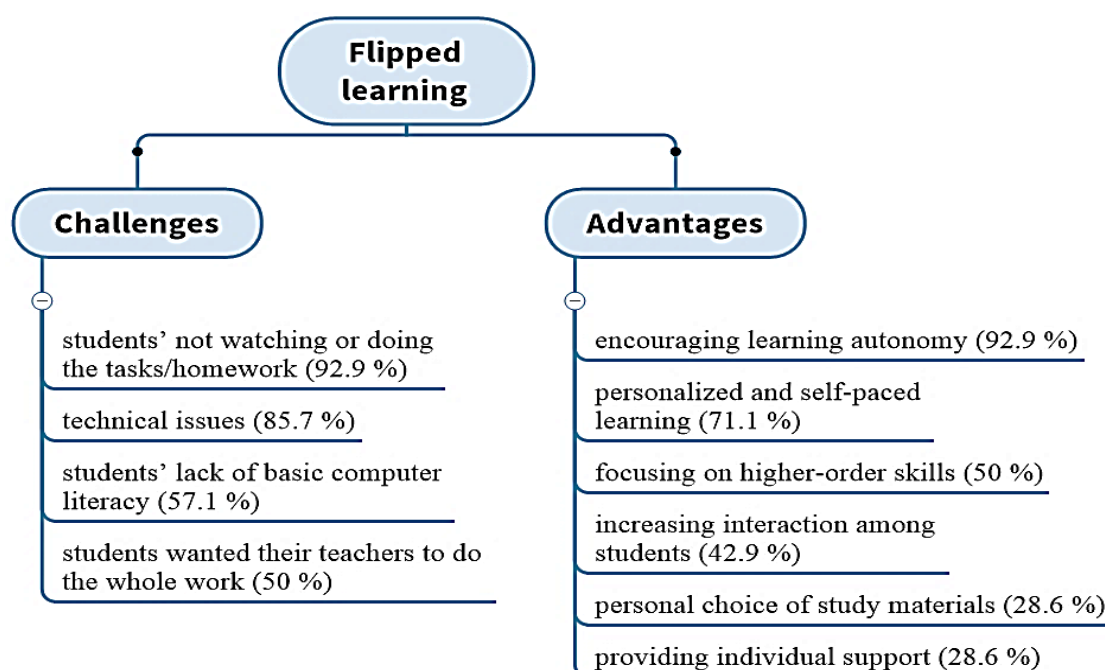 Flipped
learning
Challenges
students’ not watching or doing
the tasks/homework (92.9 %)
technical issues (85.7 %)
students’ lack of basic computer
literacy (57.1 %)
students wanted their teachers to do
the whole work (50 %)
Advantages
encouraging learning autonomy (92.9 %)
personalized and self-paced
learning (71.1 %)
focusing on higher-order skills (50 %)
increasing interaction among
students (42.9 %)
personal choice of study materials (28.6 %)
providing individual support (28.6 %)